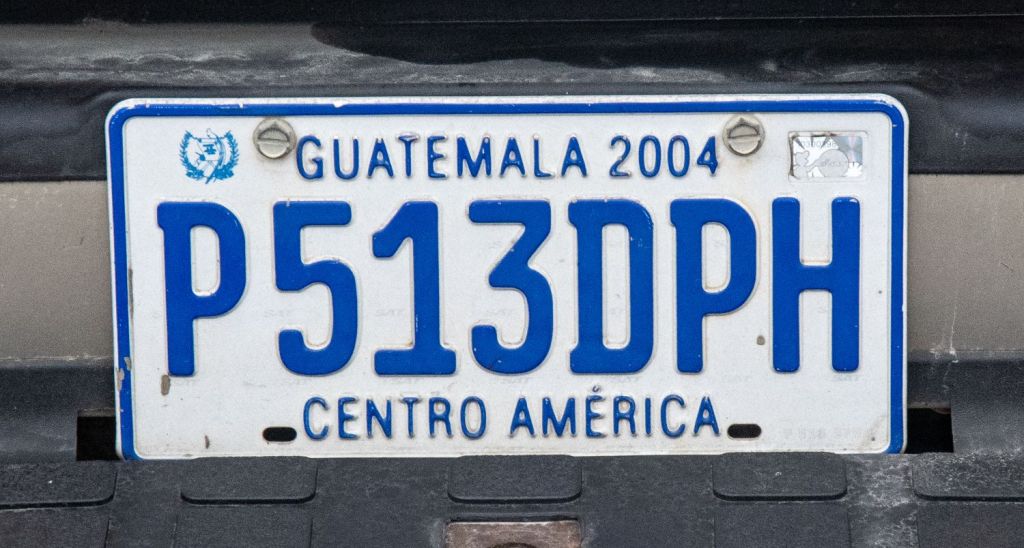 GUATEMALA 2004
P513DPH
CENTRO AMÉRICA